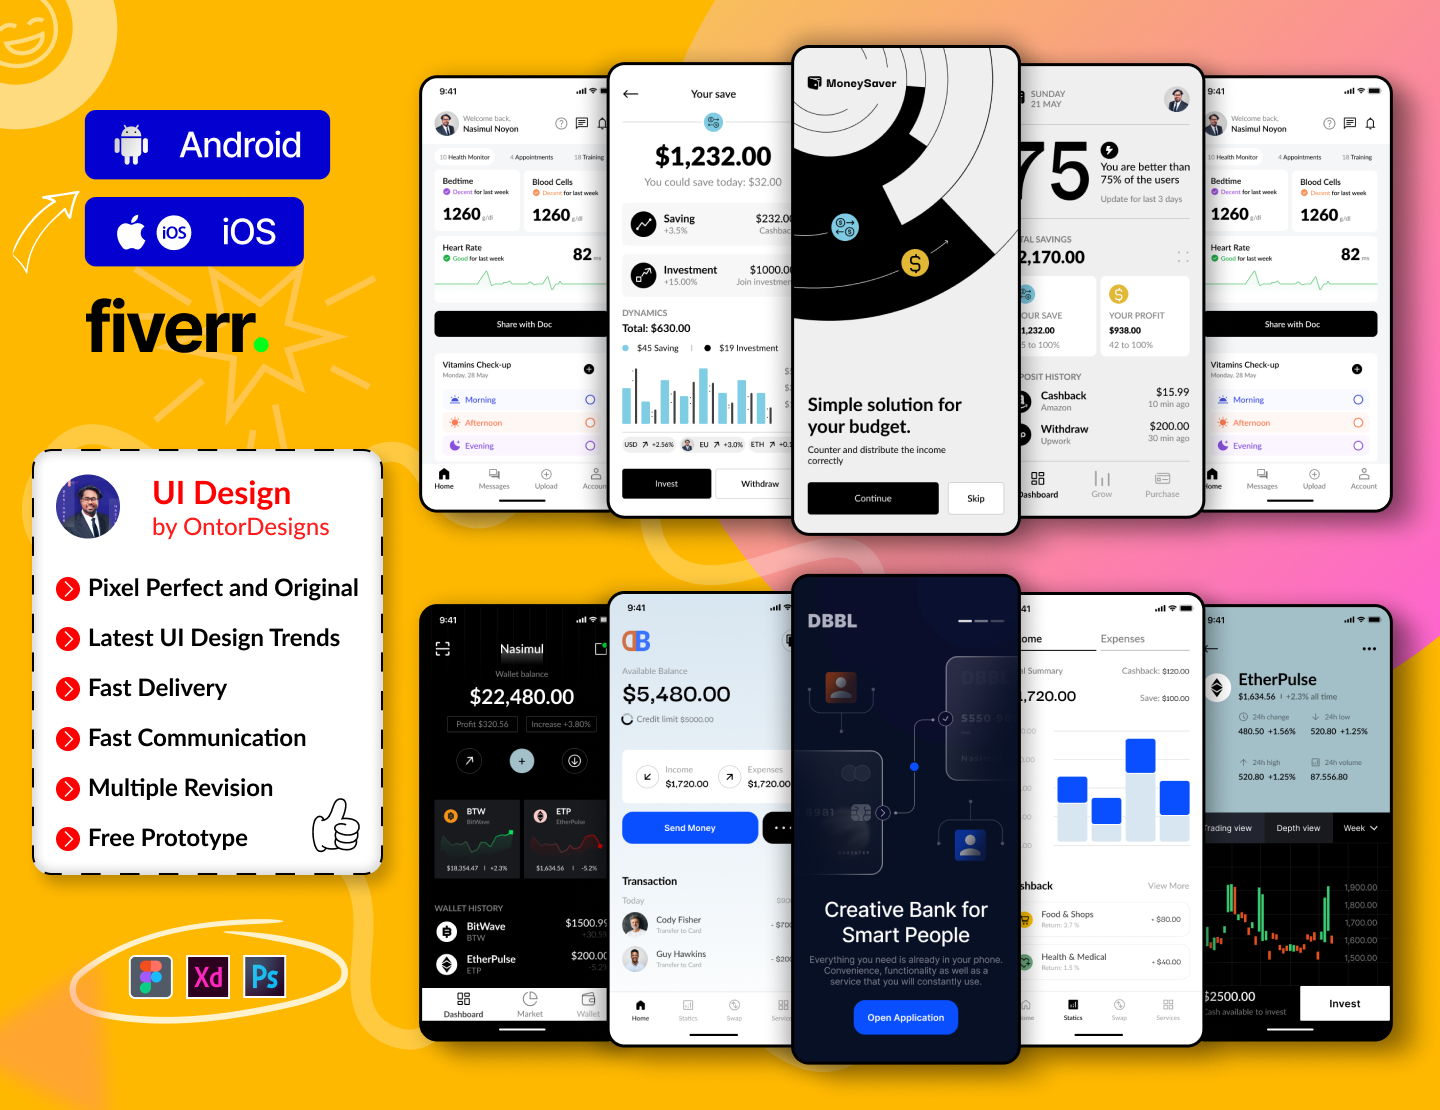 Android
iOS
iOS
fiverr.
UI Design
by OntorDesigns
Pixel Perfect and Original
Latest UI Design Trends
Fast Delivery
Fast Communication
Multiple Revision
Free Prototype
Xd
Ps
9:41
Welcome back,
Nasimul Noyon
10 Health Monitor
4 Appointments
18 Training
Bedtime
Decent for last week
1260 g/dl
Blood Cells
Decent for last week
1260 g/dl
Heart Rate
Good for last week
82 ms
Share with Doc
Vitamins Check-up
Monday, 28 May
Morning
Afternoon
Evening
Home
Messages
Upload
Account
Your save
$1,232.00
You could save today: $32.00
Saving
+3.5%
$232.00
Cashback
Investment
+15.00%
$1000.00
Join investment
DYNAMICS
Total: $630.00
$45 Saving
$19 Investment
USD
+2.56%
EU
+3.0%
ETH
Invest
Withdraw
MoneySaver
Simple solution for
your budget.
Counter and distribute the income
correctly
Continue
Skip
SUNDAY
21 MAY
75
You are better than
75% of the users
Update for last 3 days
TAL SAVINGS
2,170.00
OUR SAVE
1,232.00
5 to 100%
YOUR PROFIT
$938.00
42 to 100%
POSIT HISTORY
Cashback
Amazon
$15.99
10 min ago
Withdraw
Upwork
$200.00
30 min ago
Dashboard
Grow
Purchase
9:41
Welcome back,
Nasimul Noyon
10 Health Monitor
4 Appointments
18 Training
Bedtime
Decent for last week
1260 g/dl
Blood Cells
Decent for last week
1260 g/dl
Heart Rate
Good for last week
82 ms
Share with Doc
Vitamins Check-up
Monday, 28 May
Morning
Afternoon
Evening
Home
Messages
Upload
Account
9:41
Nasimul
Wallet balance
$22,480.00
Profit $320.56
Increase +3.80%
BTW
BitWave
$18,354.47
+2.3%
ETP
EtherPulse
$1,634.56
-5.2%
WALLET HISTORY
BitWave
BTW
$1500.99
EtherPulse
ETP
$200.00
-5.2%
Dashboard
Market
Wallet
9:41
DB
Available Balance
$5,480.00
Credit limit $5000.00
Income
$1,720.00
Expenses
$1,720.00
Send Money
Transaction
Today
Cody Fisher
Transfer to Card
- $700
Guy Hawkins
Transfer to Card
- $200
Home
Statics
Swap
Services
DBBL
DBBL
Creative Bank for
Smart People
Everything you need is already in your phone.
Convenience, functionality as well as a
service that you will constantly use.
Open Application
ome
Expenses
al Summary
Cashback: $120.00
1,720.00
Save: $100.00
shback
View More
Food & Shops
Return: 3.7 %
+ $80.00
Health & Medical
Return: 1.5 %
+ $40.00
Home
Statics
Swap
Services
9:41
EtherPulse
$1,634.56
+2.3% all time
24h change
480.50 +1.56%
24h low
520.80 +1.25%
24h high
520.80 +1.25%
24h volume
87.556.80
Trading view
Depth view
Week
1,900.00
1,800.00
1,700.00
1,600.00
1,500.00
$2500.00
Cash available to invest
Invest